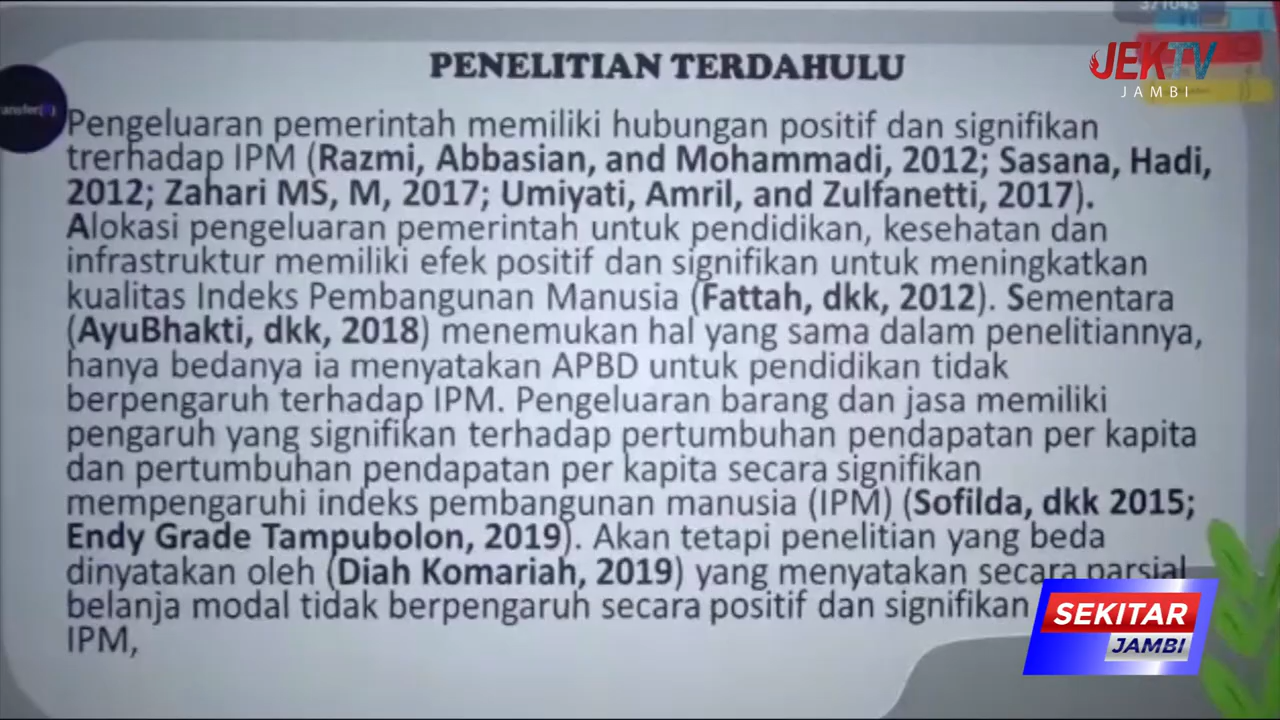 371043
JEKTV
JAMBI
PENELITIAN TERDAHULU
Pengeluaran pemerintah memiliki hubungan positif dan signifikan
trerhadap IPM (Razmi, Abbasian, and Mohammadi, 2012; Sasana, Hadi,
2012; Zahari MS, M, 2017; Umiyati, Amril, and Zulfanetti, 2017).
Alokasi pengeluaran pemerintah untuk pendidikan, kesehatan dan
infrastruktur memiliki efek positif dan signifikan untuk meningkatkan
kualitas Indeks Pembangunan Manusia (Fattah, dkk, 2012). Sementara
(AyuBhakti, dkk, 2018) menemukan hal yang sama dalam penelitiannya,
hanya bedanya ia menyatakan APBD untuk pendidikan tidak
berpengaruh terhadap IPM. Pengeluaran barang dan jasa memiliki
pengaruh yang signifikan terhadap pertumbuhan pendapatan per kapita
dan pertumbuhan pendapatan per kapita secara signifikan
mempengaruhi indeks pembangunan manusia (IPM) (Sofilda, dkk 2015;
Endy Grade Tampubolon, 2019). Akan tetapi penelitian yang beda
dinyatakan oleh (Diah Komariah, 2019) yang menyatakan secara parsial
belanja modal tidak berpengaruh secara positif dan signifikan
IPM,
SEKITAR
JAMBI